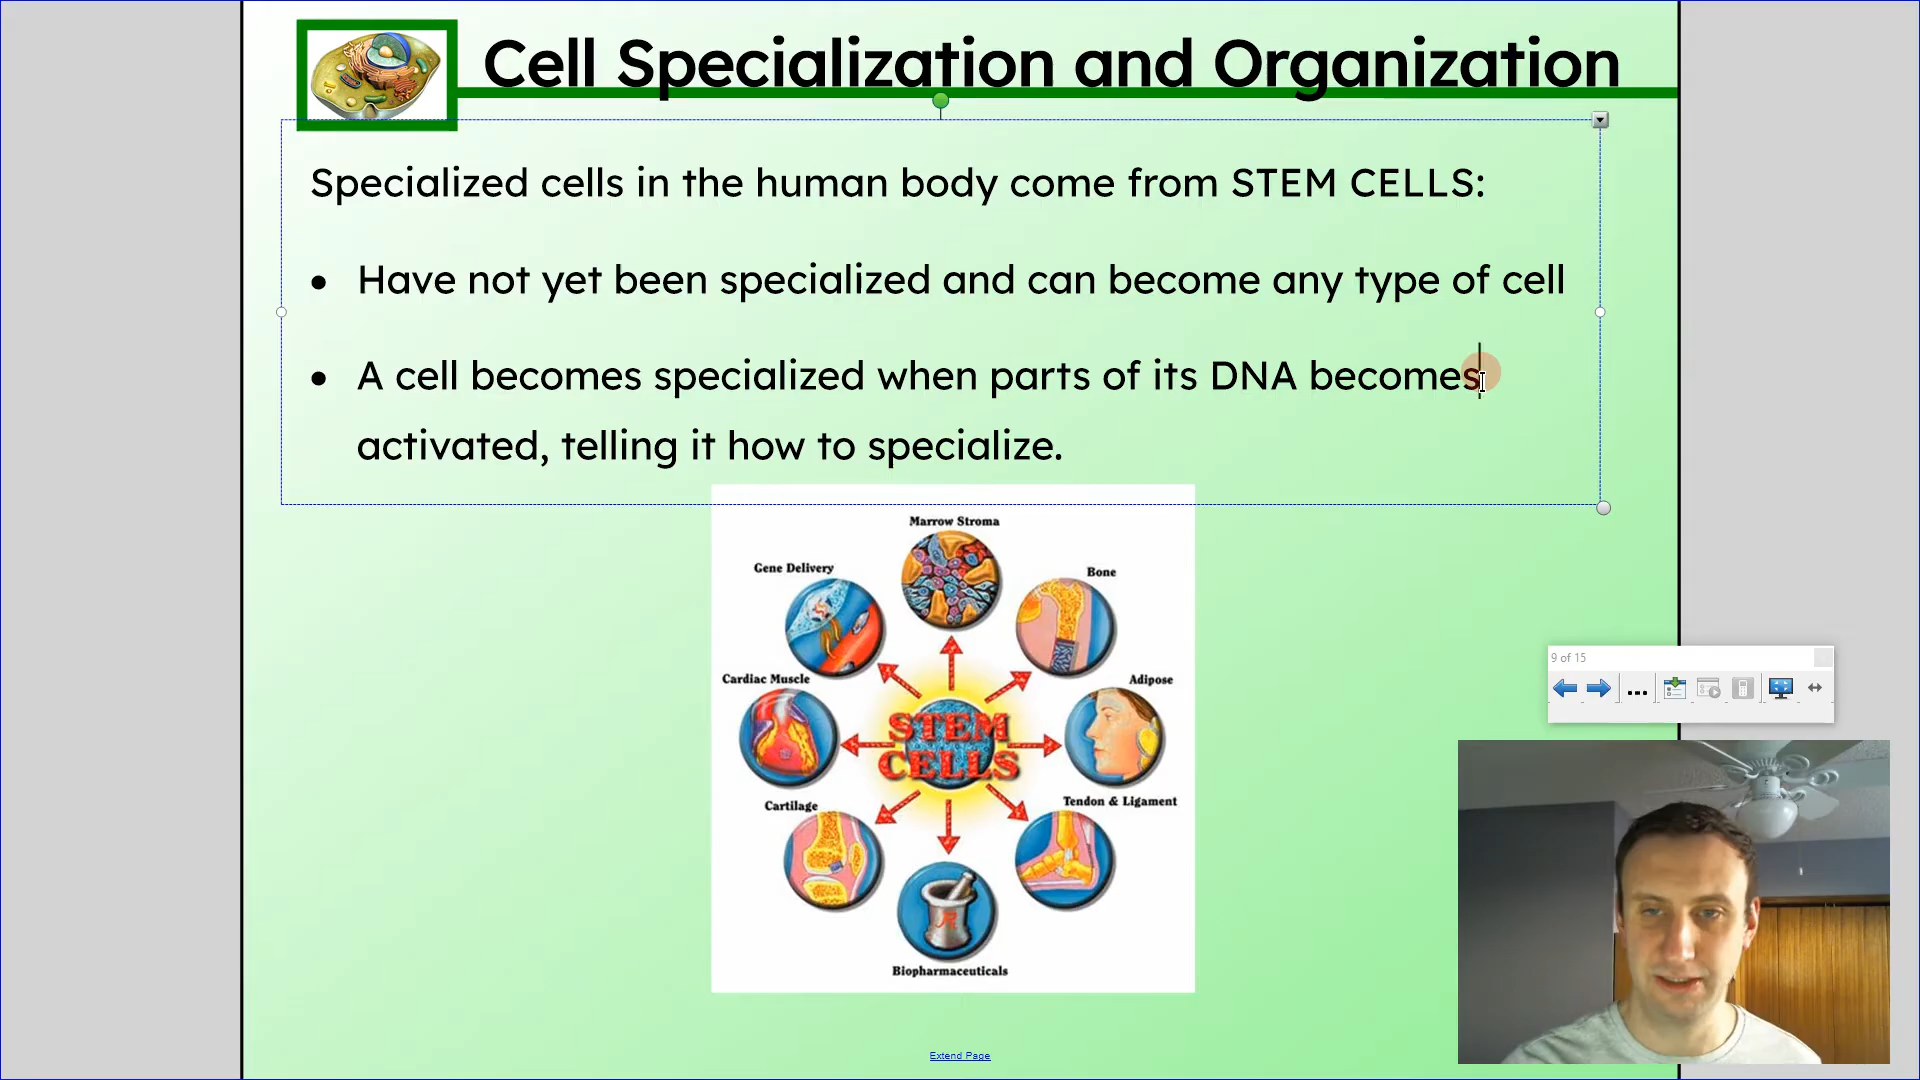 Cell Specialization and Organization
Specialized cells in the human body come from STEM CELLS:
• Have not yet been specialized and can become any type of cell
• A cell becomes specialized when parts of its DNA becomes
activated, telling it how to specialize.
Marrow Stroma
Gene Delivery
Bone
Cardiac Muscle
Adipose
STEM
CELLS
Cartilage
Tendon & Ligament
Biopharmaceuticals
9 of 15
Extend Page